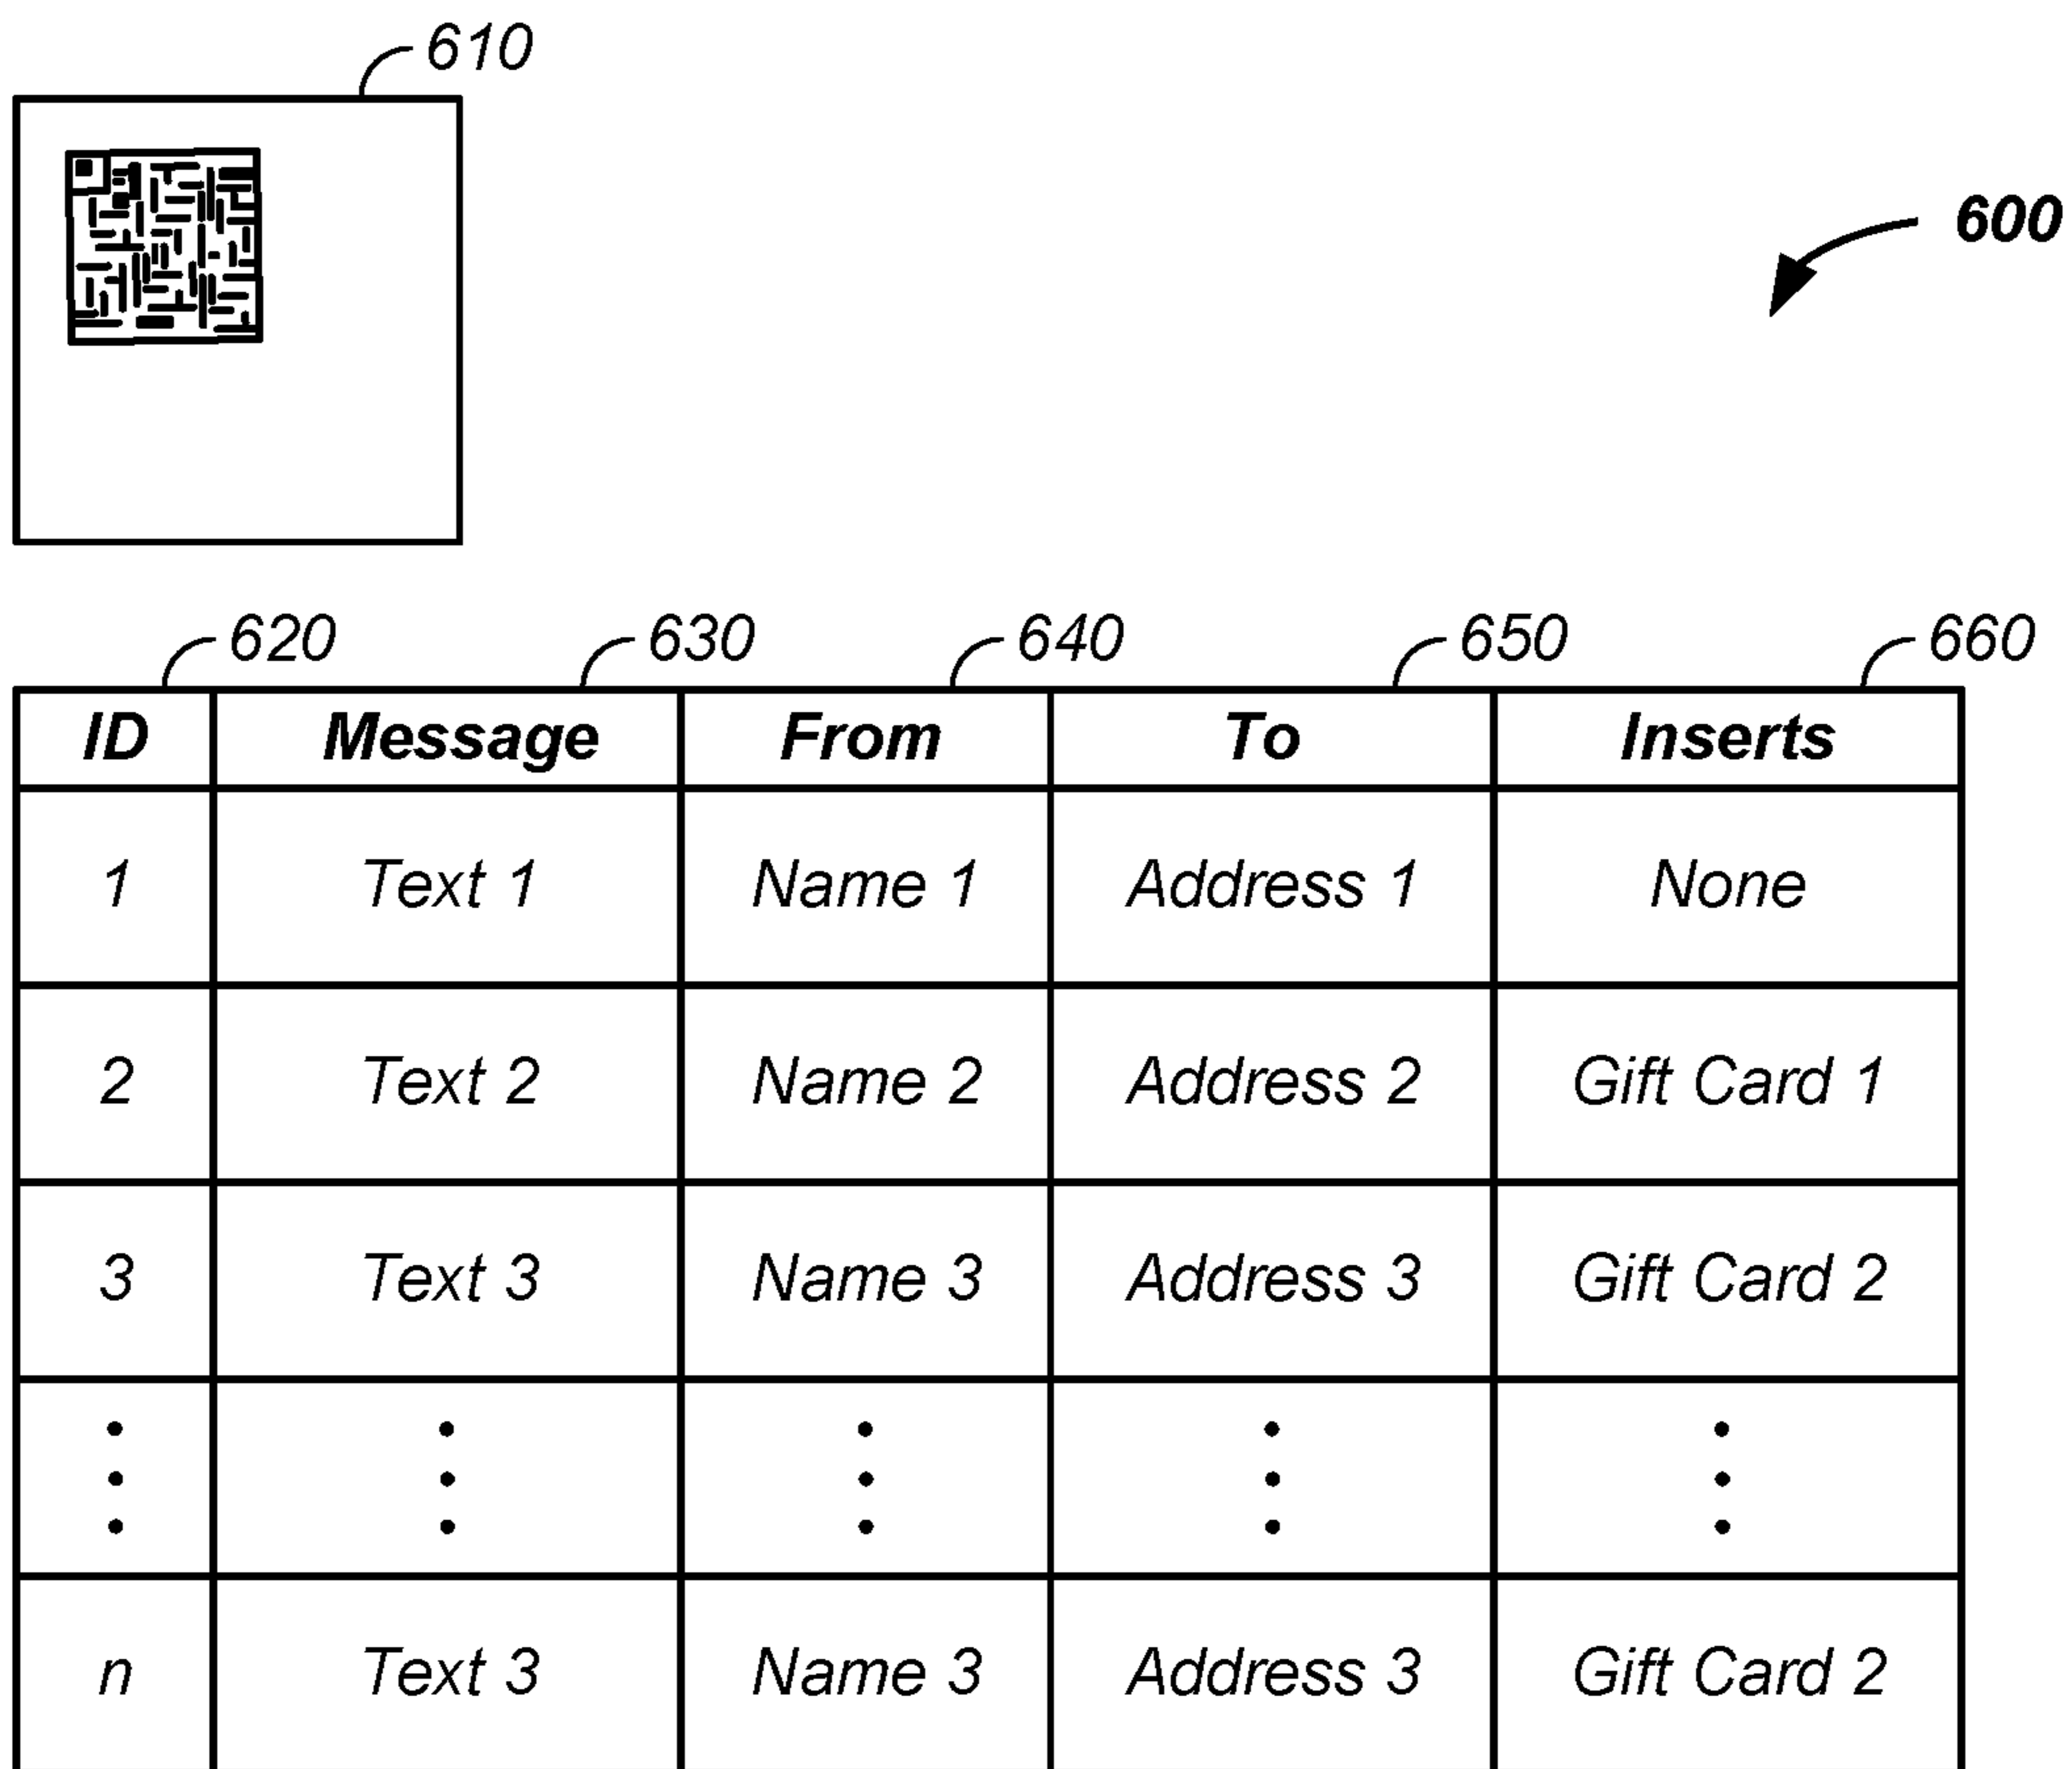 610
600
620 630 640 650 660
ID Message From To Inserts
1 Text 1 Name 1 Address 1 None
2 Text 2 Name 2 Address 2 Gift Card 1
3 Text 3 Name 3 Address 3 Gift Card 2
n Text 3 Name 3 Address 3 Gift Card 2